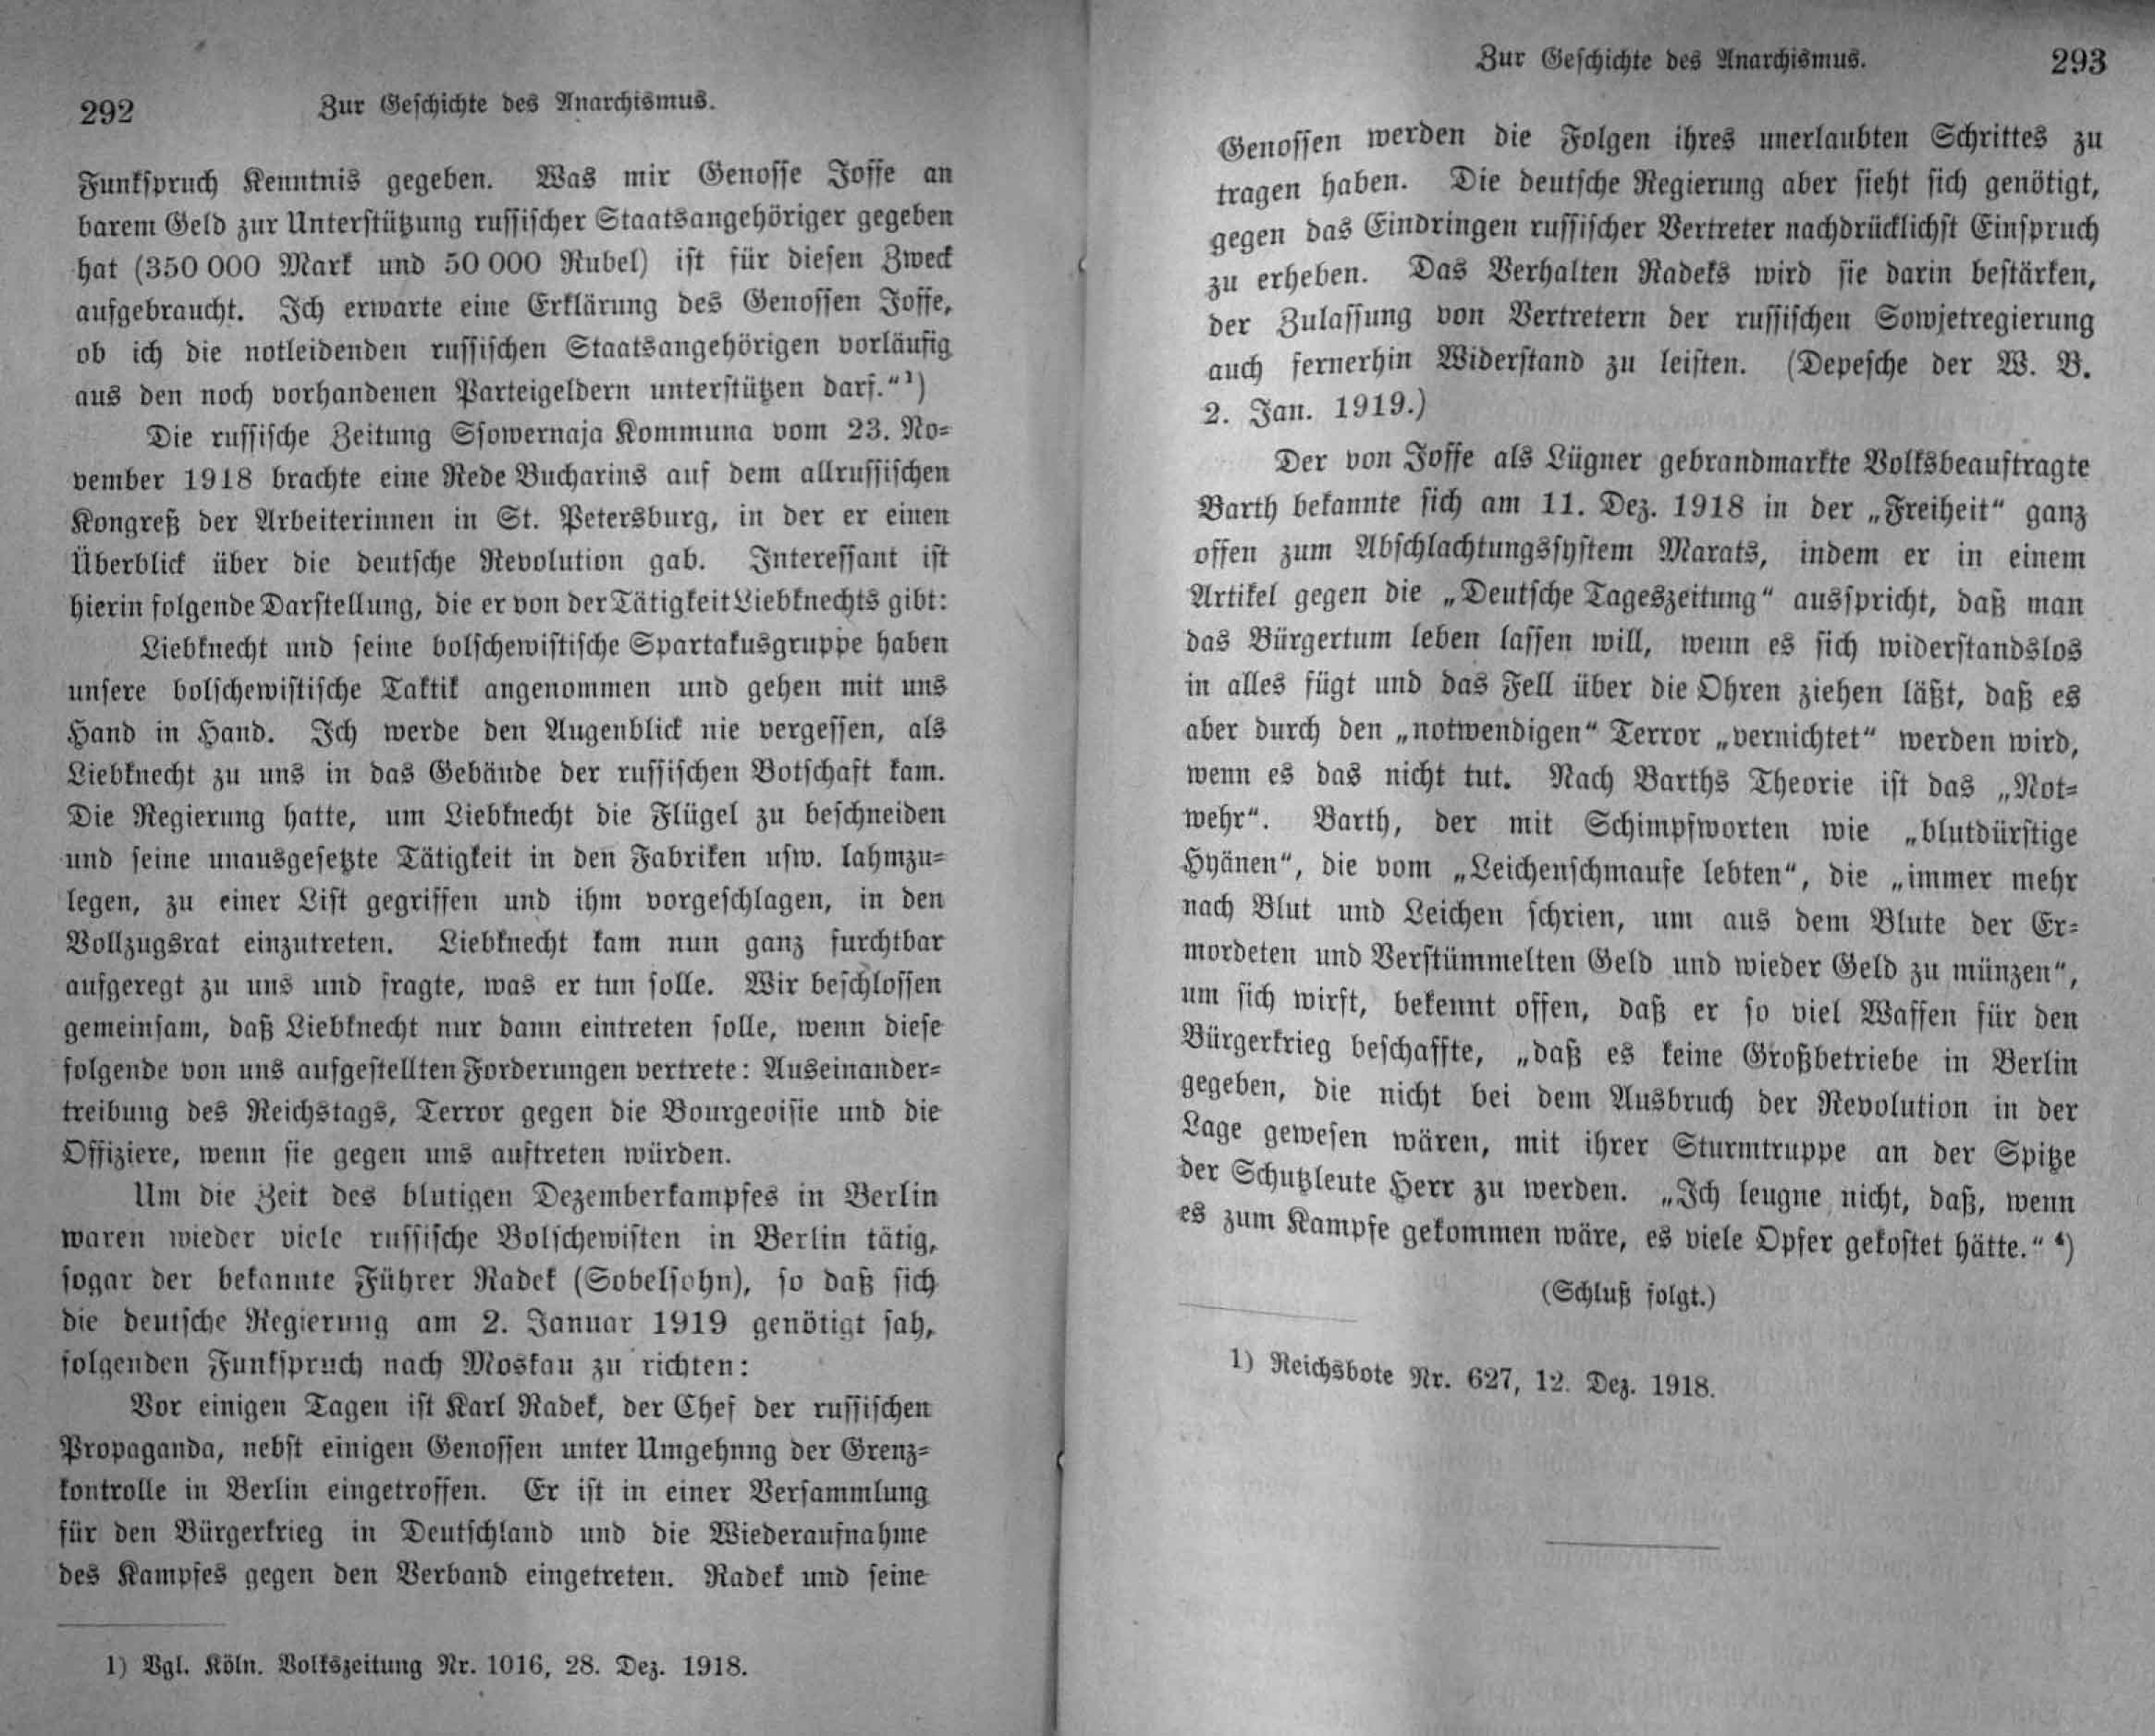 292 Zur Geschichte des Anarchismus.
Funkspruch Kenntnis gegeben. Was mir Genosse Joffe an
barem Geld zur Unterstützung russischer Staatsangehöriger gegeben
hat (350 000 Mark und 50 000 Rubel) ist für diesen Zweck
aufgebraucht. Ich erwarte eine Erklärung des Genossen Joffe,
ob ich die notleidenden russischen Staatsangehörigen vorläufig
aus den noch vorhandenen Parteigeldern unterstützen darf.“¹)
Die russische Zeitung Ssowernaja Kommuna vom 23. No-
vember 1918 brachte eine Rede Bucharins auf dem allrussischen
Kongreß der Arbeiterinnen in St. Petersburg, in der er einen
Überblick über die deutsche Revolution gab. Interessant ist
hierin folgende Darstellung, die er von der Tätigkeit Liebknechts gibt:
Liebknecht und seine bolschewistische Spartakusgruppe haben
unsere bolschewistische Taktik angenommen und gehen mit uns
Hand in Hand. Ich werde den Augenblick nie vergessen, als
Liebknecht zu uns in das Gebäude der russischen Botschaft kam.
Die Regierung hatte, um Liebknecht die Flügel zu beschneiden
und seine unausgesetzte Tätigkeit in den Fabriken usw. lahmzu-
legen, zu einer List gegriffen und ihm vorgeschlagen, in den
Vollzugsrat einzutreten. Liebknecht kam nun ganz furchtbar
aufgeregt zu uns und fragte, was er tun solle. Wir beschlossen
gemeinsam, daß Liebknecht nur dann eintreten solle, wenn diese
folgende von uns aufgestellten Forderungen vertrete: Auseinander-
treibung des Reichstags, Terror gegen die Bourgeoisie und die
Offiziere, wenn sie gegen uns auftreten würden.
Um die Zeit des blutigen Dezemberkampfes in Berlin
waren wieder viele russische Bolschewisten in Berlin tätig,
sogar der bekannte Führer Radek (Sobelsohn), so daß sich
die deutsche Regierung am 2. Januar 1919 genötigt sah,
folgenden Funkspruch nach Moskau zu richten:
Vor einigen Tagen ist Karl Radek, der Chef der russischen
Propaganda, nebst einigen Genossen unter Umgehnng der Grenz-
kontrolle in Berlin eingetroffen. Er ist in einer Versammlung
für den Bürgerkrieg in Deutschland und die Wiederaufnahme
des Kampfes gegen den Verband eingetreten. Radek und seine
1) Vgl. Köln. Volkszeitung Nr. 1016, 28. Dez. 1918.
Zur Geschichte des Anarchismus. 293
Genossen werden die Folgen ihres unerlaubten Schrittes zu
tragen haben. Die deutsche Regierung aber sieht sich genötigt,
gegen das Eindringen russischer Vertreter nachdrücklichst Einspruch
zu erheben. Das Verhalten Radeks wird sie darin bestärken,
der Zulassung von Vertretern der russischen Sowjetregierung
auch fernerhin Widerstand zu leisten. (Depesche der W. B.
2. Jan. 1919.)
Der von Joffe als Lügner gebrandmarkte Volksbeauftragte
Barth bekannte sich am 11. Dez. 1918 in der „Freiheit“ ganz
offen zum Abschlachtungssystem Marats, indem er in einem
Artikel gegen die „Deutsche Tageszeitung“ ausspricht, daß man
das Bürgertum leben lassen will, wenn es sich widerstandslos
in alles fügt und das Fell über die Ohren ziehen läßt, daß es
aber durch den „notwendigen“ Terror „vernichtet“ werden wird,
wenn es das nicht tut. Nach Barths Theorie ist das „Not-
wehr“. Barth, der mit Schimpfworten wie „blutdürstige
Hyänen“, die vom „Leichenschmause lebten“, die „immer mehr
nach Blut und Leichen schrien, um aus dem Blute der Er-
mordeten und Verstümmelten Geld und wieder Geld zu münzen“,
um sich wirft, bekennt offen, daß er so viel Waffen für den
Bürgerkrieg beschaffte, „daß es keine Großbetriebe in Berlin
gegeben, die nicht bei dem Ausbruch der Revolution in der
Lage gewesen wären, mit ihrer Sturmtruppe an der Spitze
der Schutzleute Herr zu werden. „Ich leugne nicht, daß, wenn
es zum Kampfe gekommen wäre, es viele Opfer gekostet hätte.“ ⁴)
(Schluß folgt.)
1) Reichsbote Nr. 627, 12. Dez. 1918.